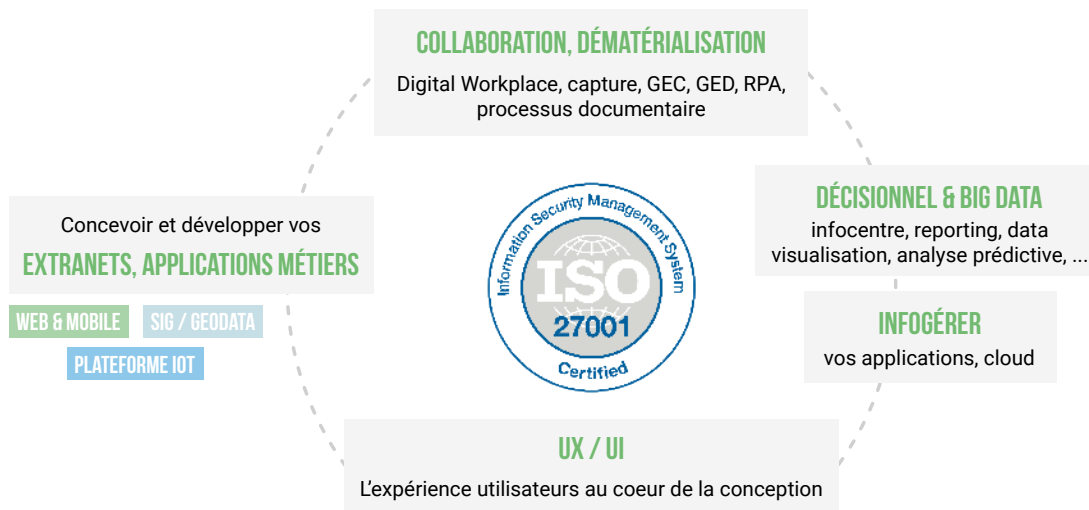 COLLABORATION, DÉMATÉRIALISATION
Digital Workplace, capture, GEC, GED, RPA,
processus documentaire
Concevoir et développer vos
EXTRANETS, APPLICATIONS MÉTIERS
WEB & MOBILE
SIG / GEODATA
PLATEFORME IOT
Information Security Management System
ISO
27001
Certified
DÉCISIONNEL & BIG DATA
infocentre, reporting, data
visualisation, analyse prédictive, ...
INFOGÉRER
vos applications, cloud
UX / UI
L'expérience utilisateurs au coeur de la conception